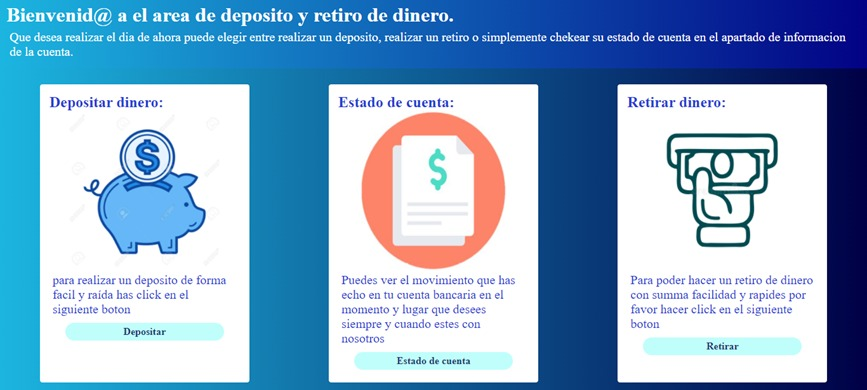 Bienvenid@ a el area de deposito y retiro de dinero.
Que desea realizar el dia de ahora puede elegir entre realizar un deposito, realizar un retiro o simplemente chekear su estado de cuenta en el apartado de informacion
de la cuenta.
Depositar dinero:
$
para realizar un deposito de forma
facil y raída has click en el
siguiente boton
Depositar
Estado de cuenta:
$
Puedes ver el movimiento que has
echo en tu cuenta bancaria en el
momento y lugar que desees
siempre y cuando estes con
nosotros
Estado de cuenta
Retirar dinero:
Para poder hacer un retiro de dinero
con summa facilidad y rapides por
favor hacer click en el siguiente
boton
Retirar